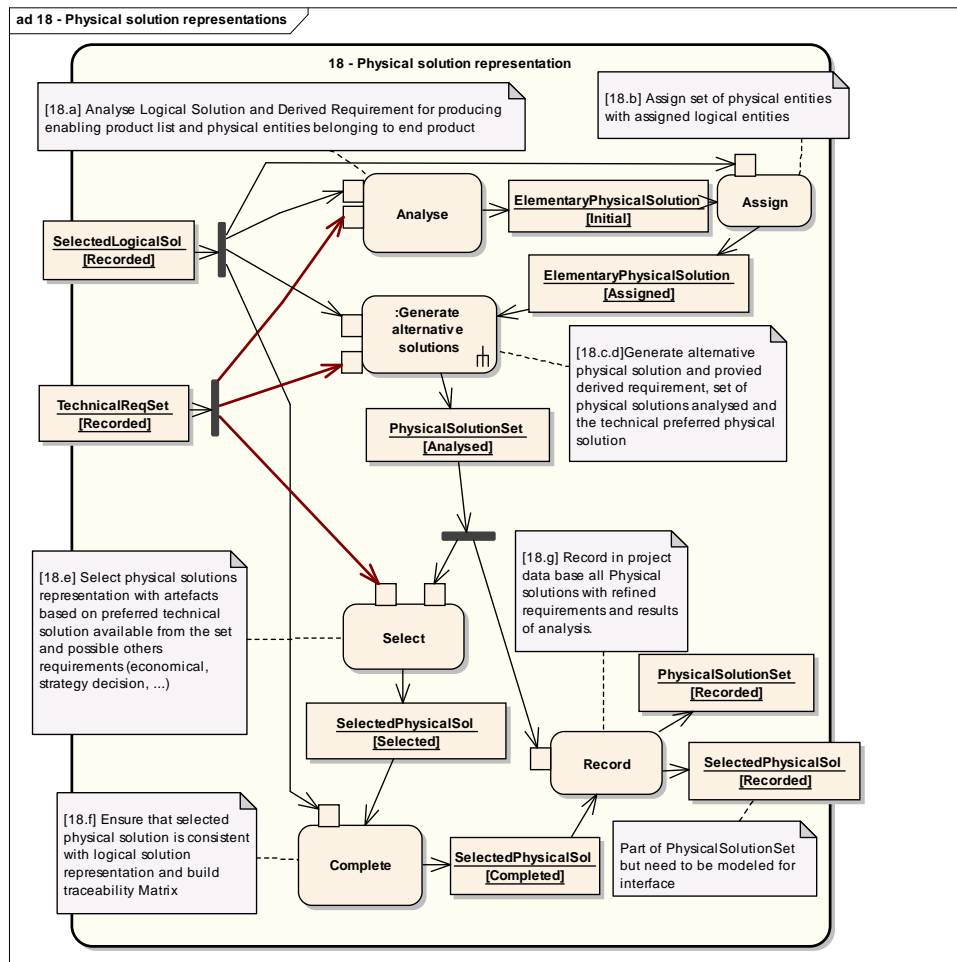 ad 18 - Physical solution representations
18 - Physical solution representation
[18.a] Analyse Logical Solution and Derived Requirement for producing
enabling product list and physical entities belonging to end product
[18.b] Assign set of physical entities
with assigned logical entities
Analyse
ElementaryPhysicalSolution
[Initial]
Assign
SelectedLogicalSol
[Recorded]
ElementaryPhysicalSolution
[Assigned]
:Generate
alternative
solutions
[18.c.d]Generate alternative
physical solution and provied
derived requirement, set of
physical solutions analysed and
the technical preferred physical
solution
TechnicalReqSet
[Recorded]
PhysicalSolutionSet
[Analysed]
[18.e] Select physical solutions
representation with artefacts
based on preferred technical
solution available from the set
and possible others
requirements (economical,
strategy decision, ...)
[18.g] Record in project
data base all Physical
solutions with refined
requirements and results
of analysis.
Select
PhysicalSolutionSet
[Recorded]
SelectedPhysicalSol
[Selected]
Record
SelectedPhysicalSol
[Recorded]
[18.f] Ensure that selected
physical solution is consistent
with logical solution
representation and build
traceability Matrix
Complete
SelectedPhysicalSol
[Completed]
Part of PhysicalSolutionSet
but need to be modeled for
interface